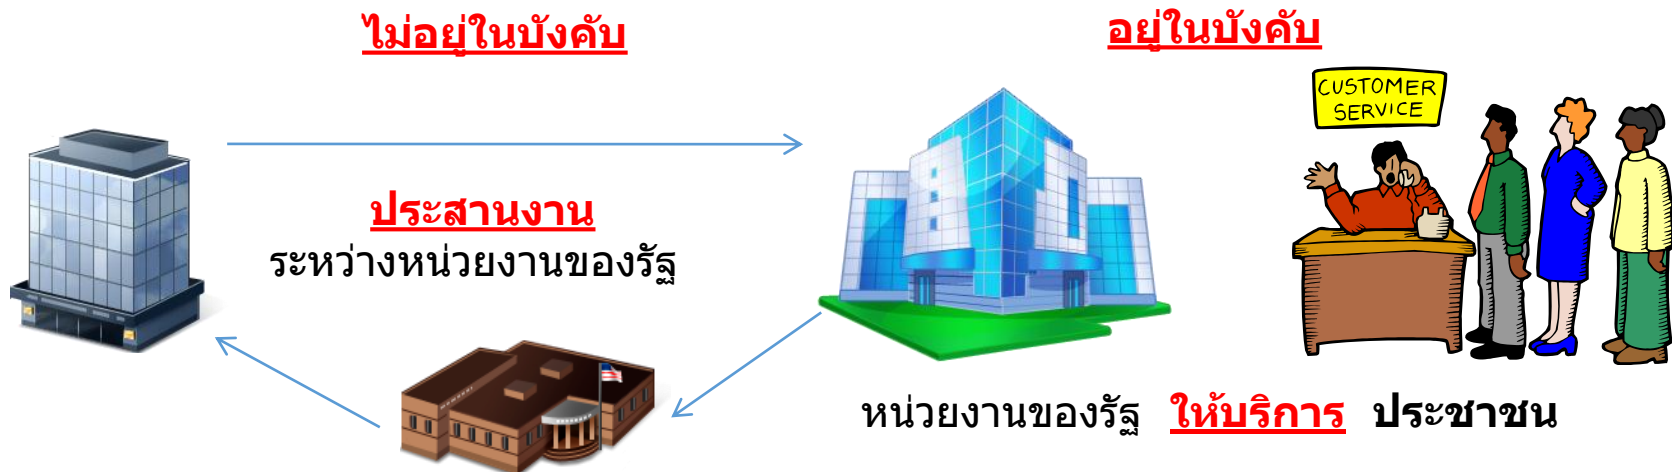 ไม่อยู่ในบังคับ
อยู่ในบังคับ
CUSTOMER
SERVICE
ประสานงาน
ระหว่างหน่วยงานของรัฐ
หน่วยงานของรัฐ ให้บริการ ประชาชน